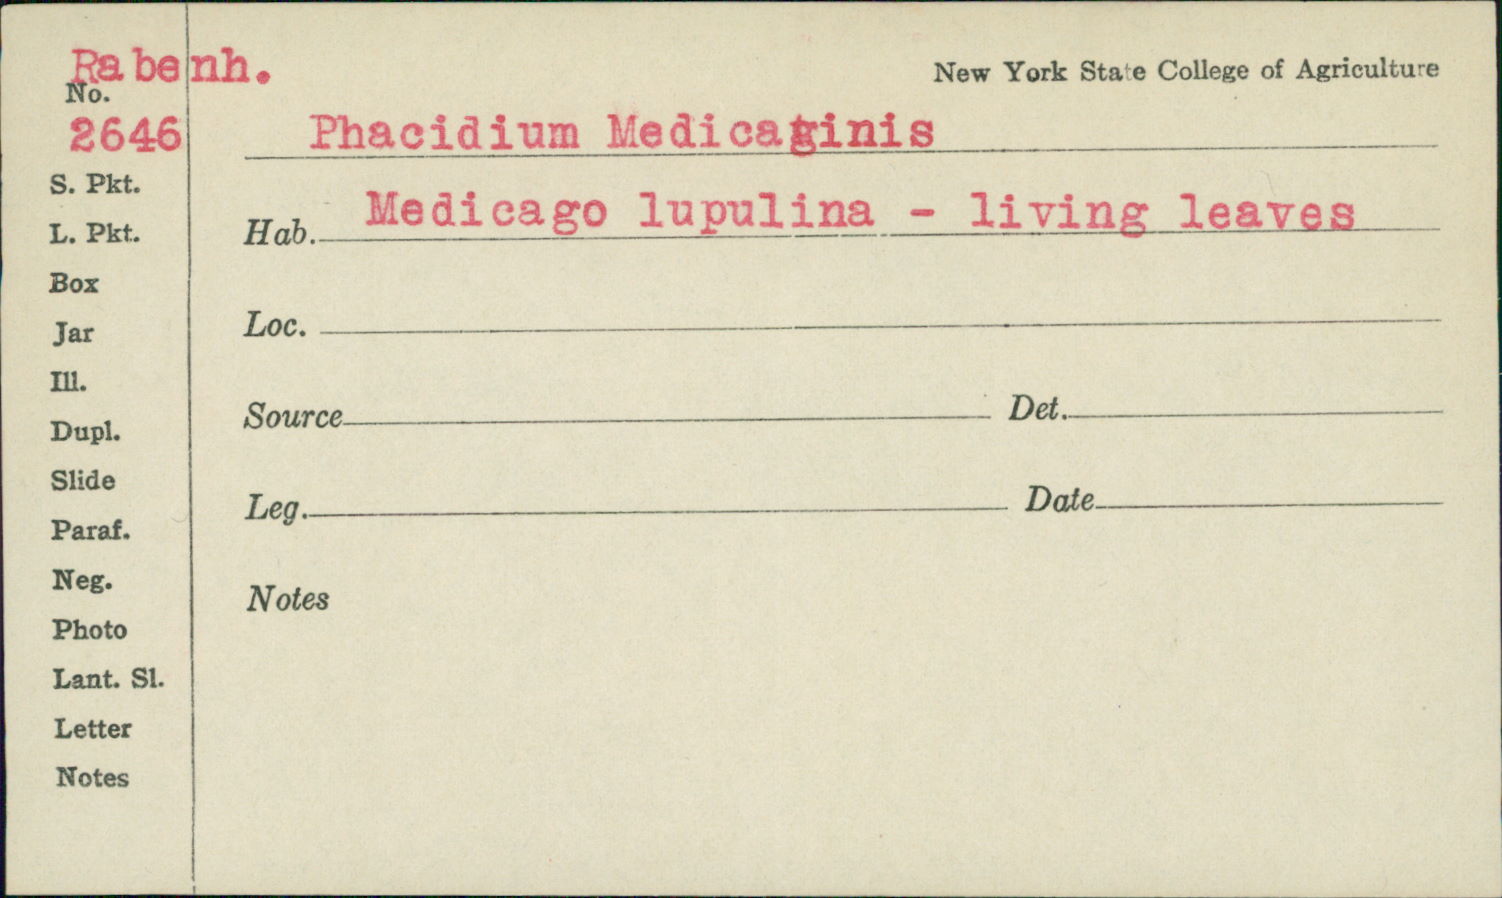 Rabenh.
New York State College of Agriculture
No.
2646
Phacidium Medicaginis
S. Pkt.
Hab. Medicago lupulina - living leaves
L. Pkt.
Box
Jar
Loc.
Ill.
Dupl.
Source Det.
Slide
Paraf.
Leg. Date
Neg.
Notes
Photo
Lant. Sl.
Letter
Notes